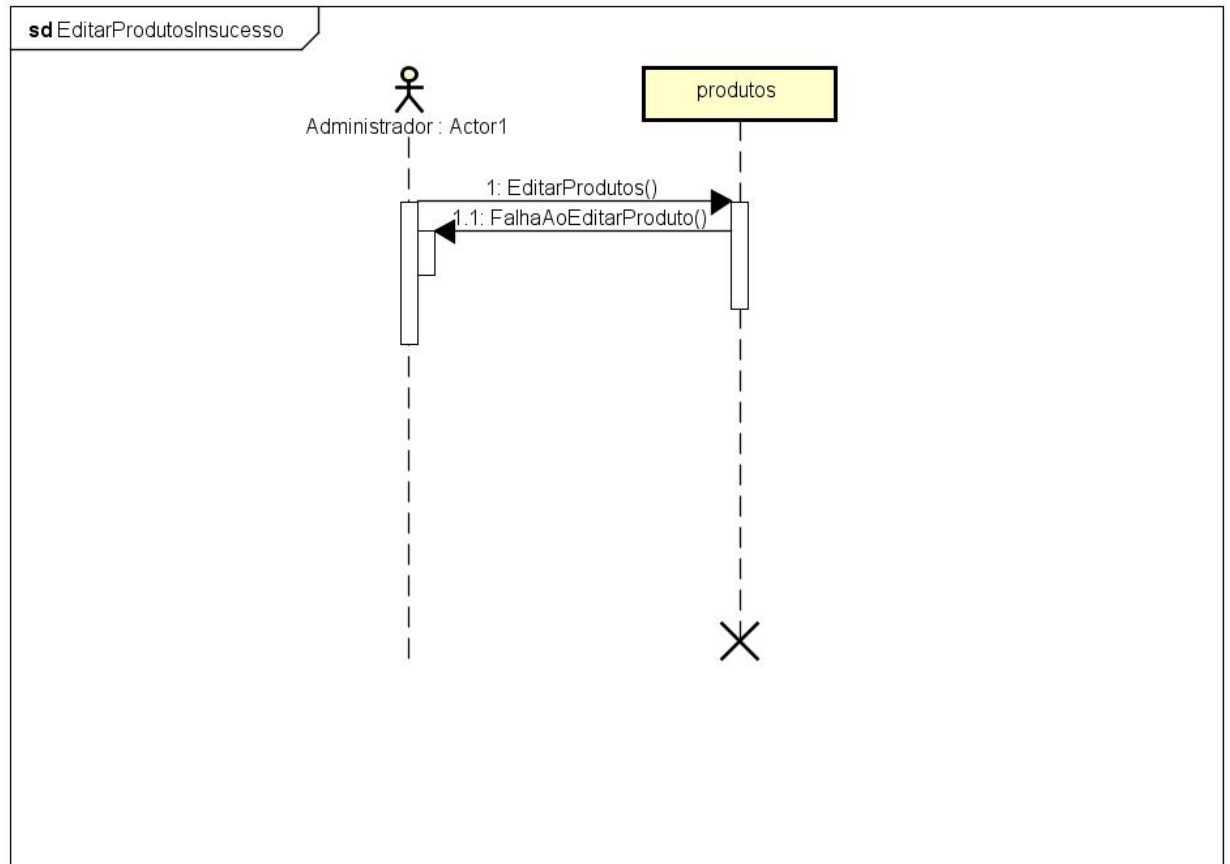 sd EditarProdutosInsucesso
Administrador : Actor1
produtos
1: EditarProdutos()
1.1: FalhaAoEditarProduto()